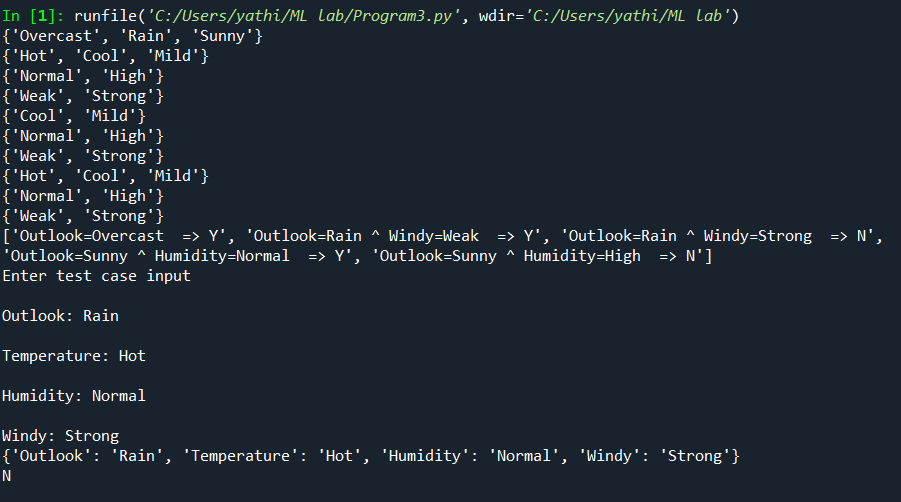 In [1]: runfile('C:/Users/yathi/ML lab/Program3.py', wdir='C:/Users/yathi/ML lab')
{'Overcast', 'Rain', 'Sunny'}
{'Hot', 'Cool', 'Mild'}
{'Normal', 'High'}
{'Weak', 'Strong'}
{'Cool', 'Mild'}
{'Normal', 'High'}
{'Weak', 'Strong'}
{'Hot', 'Cool', 'Mild'}
{'Normal', 'High'}
{'Weak', 'Strong'}
['Outlook=Overcast  => Y', 'Outlook=Rain ^ Windy=Weak  => Y', 'Outlook=Rain ^ Windy=Strong  => N',
'Outlook=Sunny ^ Humidity=Normal  => Y', 'Outlook=Sunny ^ Humidity=High  => N']
Enter test case input
Outlook: Rain
Temperature: Hot
Humidity: Normal
Windy: Strong
{'Outlook': 'Rain', 'Temperature': 'Hot', 'Humidity': 'Normal', 'Windy': 'Strong'}
N